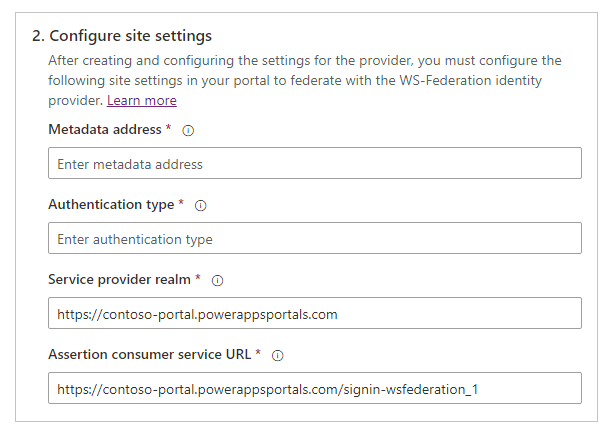 2. Configure site settings
After creating and configuring the settings for the provider, you must configure the
following site settings in your portal to federate with the WS-Federation identity
provider. Learn more
Metadata address *
Enter metadata address
Authentication type *
Enter authentication type
Service provider realm *
https://contoso-portal.powerappsportals.com
Assertion consumer service URL *
https://contoso-portal.powerappsportals.com/signin-wsfederation_1